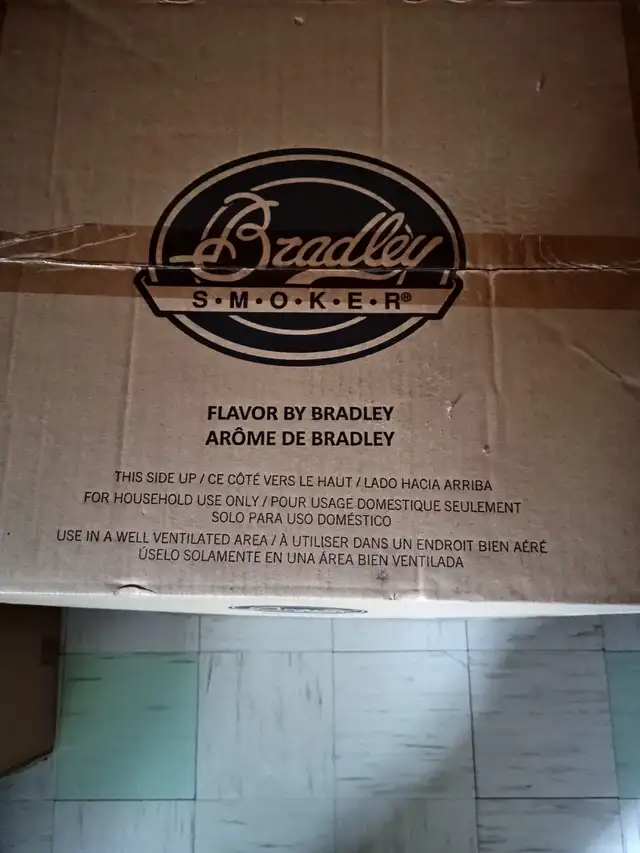 Bradley
S·M·O·K·E·R®
FLAVOR BY BRADLEY
ARÔME DE BRADLEY
THIS SIDE UP / CE CÔTÉ VERS LE HAUT / LADO HACIA ARRIBA
FOR HOUSEHOLD USE ONLY / POUR USAGE DOMESTIQUE SEULEMENT
SOLO PARA USO DOMÉSTICO
USE IN A WELL VENTILATED AREA / À UTILISER DANS UN ENDROIT BIEN AÉRÉ
ÚSELO SOLAMENTE EN UNA ÁREA BIEN VENTILADA